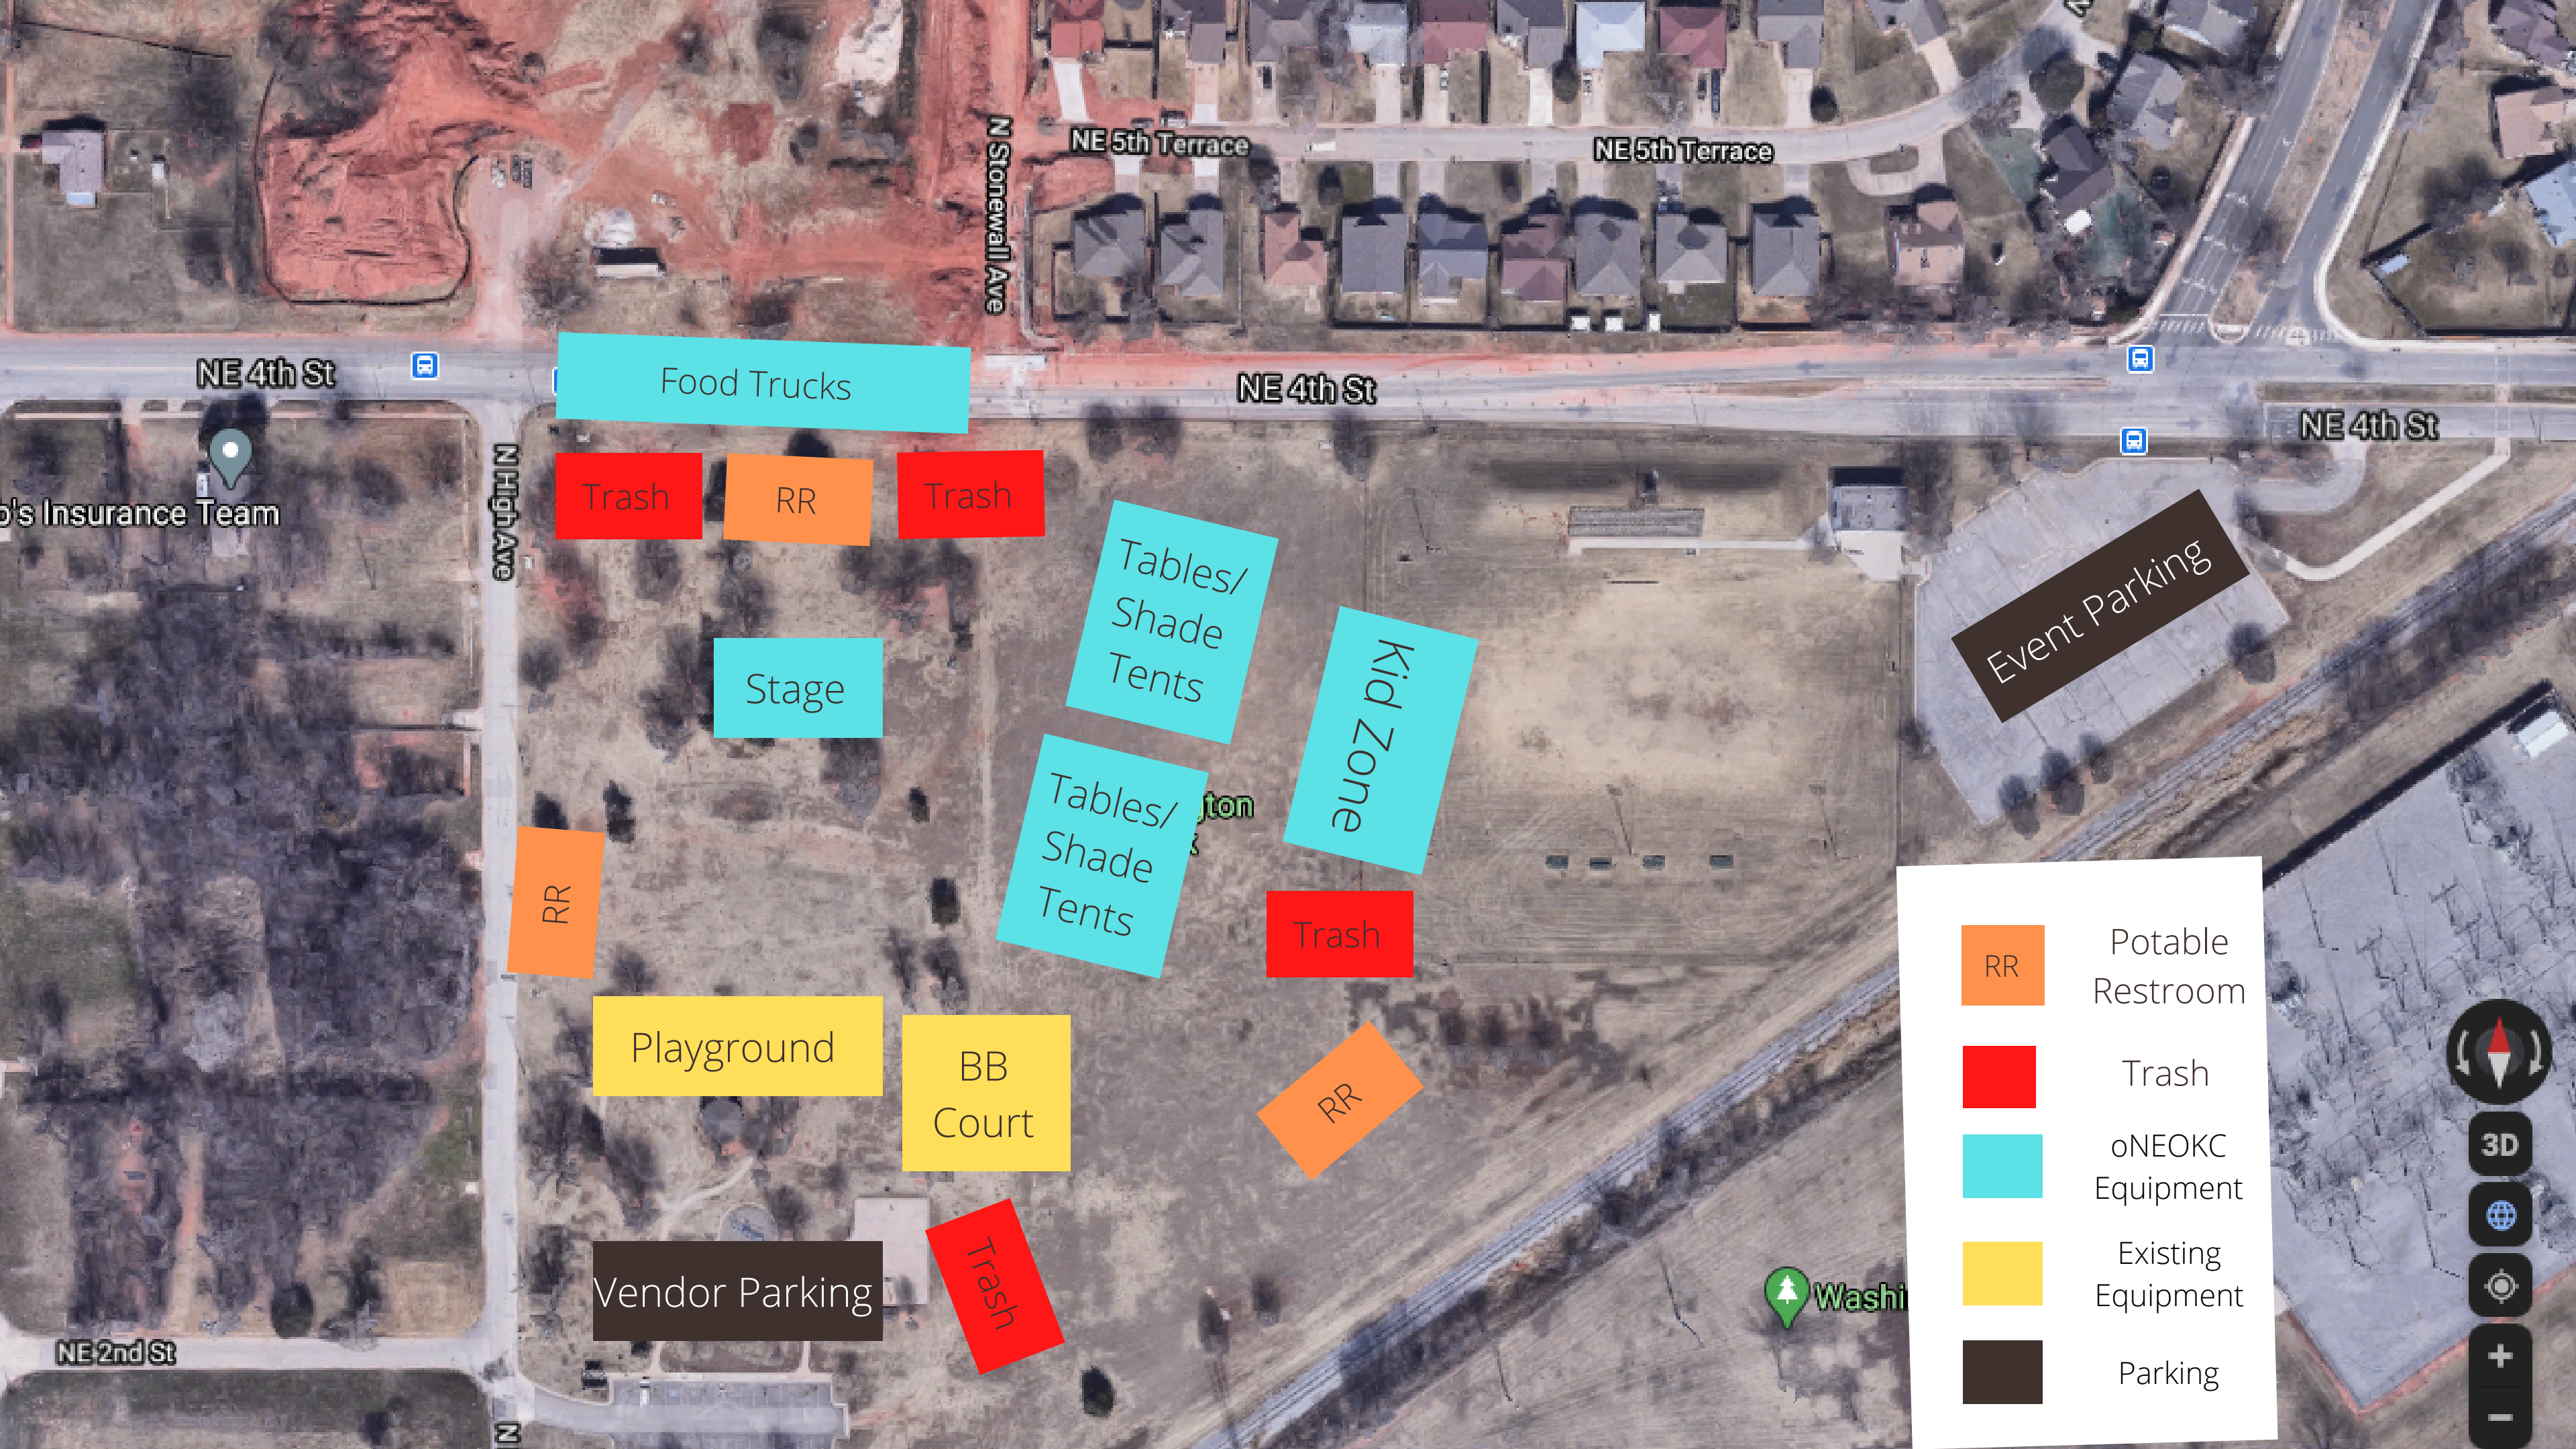 NE 5th Terrace
NE 5th Terrace
N Stonewall Ave
NE 4th St
Food Trucks
NE 4th St
NE 4th St
N High Ave
o's Insurance Team
Trash
RR
Trash
Tables/
Shade
Tents
Event Parking
Stage
Kid Zone
Tables/
Shade
Tents
gton
k
RR
Trash
Playground
BB
Court
RR
Vendor Parking
Trash
NE 2nd St
N
Washi
RR
Potable
Restroom
Trash
oNEOKC
Equipment
Existing
Equipment
Parking
3D
+
−